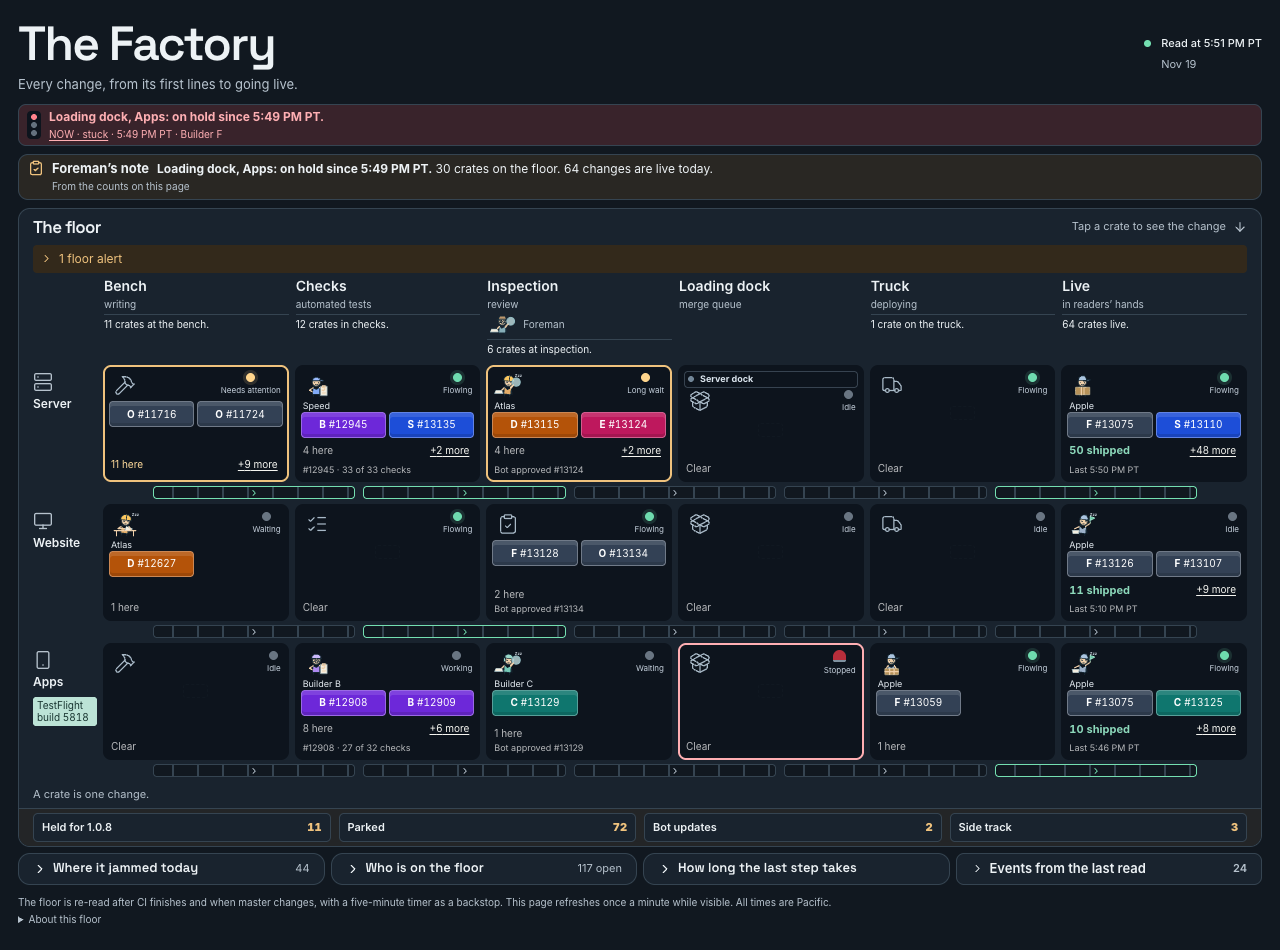 The Factory
Every change, from its first lines to going live.
Read at 5:51 PM PT
Nov 19
Loading dock, Apps: on hold since 5:49 PM PT.
NOW · stuck · 5:49 PM PT · Builder F
Foreman's note Loading dock, Apps: on hold since 5:49 PM PT. 30 crates on the floor. 64 changes are live today.
From the counts on this page
The floor
Tap a crate to see the change ↓
1 floor alert
Bench
writing
11 crates at the bench.
Checks
automated tests
12 crates in checks.
Inspection
review
Foreman
6 crates at inspection.
Loading dock
merge queue
Truck
deploying
1 crate on the truck.
Live
in readers' hands
64 crates live.
Server
Needs attention
O #11716
O #11724
11 here
+9 more
Flowing
Speed
B #12945
S #13135
4 here
+2 more
#12945 · 33 of 33 checks
Long wait
Atlas
D #13115
E #13124
4 here
+2 more
Bot approved #13124
Server dock
Idle
Clear
Flowing
Clear
Flowing
Apple
F #13075
S #13110
50 shipped
+48 more
Last 5:50 PM PT
Website
Waiting
Atlas
D #12627
1 here
Flowing
Clear
Flowing
F #13128
O #13134
2 here
Bot approved #13134
Idle
Clear
Idle
Clear
Idle
Apple
F #13126
F #13107
11 shipped
+9 more
Last 5:10 PM PT
Apps
TestFlight
build 5818
Idle
Clear
Working
Builder B
B #12908
B #12909
8 here
+6 more
#12908 · 27 of 32 checks
Waiting
Builder C
C #13129
1 here
Bot approved #13129
Stopped
Clear
Flowing
Apple
F #13059
1 here
Flowing
Apple
F #13075
C #13125
10 shipped
+8 more
Last 5:46 PM PT
A crate is one change.
Held for 1.0.8 11
Parked 72
Bot updates 2
Side track 3
Where it jammed today 44
Who is on the floor 117 open
How long the last step takes
Events from the last read 24
The floor is re-read after CI finishes and when master changes, with a five-minute timer as a backstop. This page refreshes once a minute while visible. All times are Pacific.
About this floor